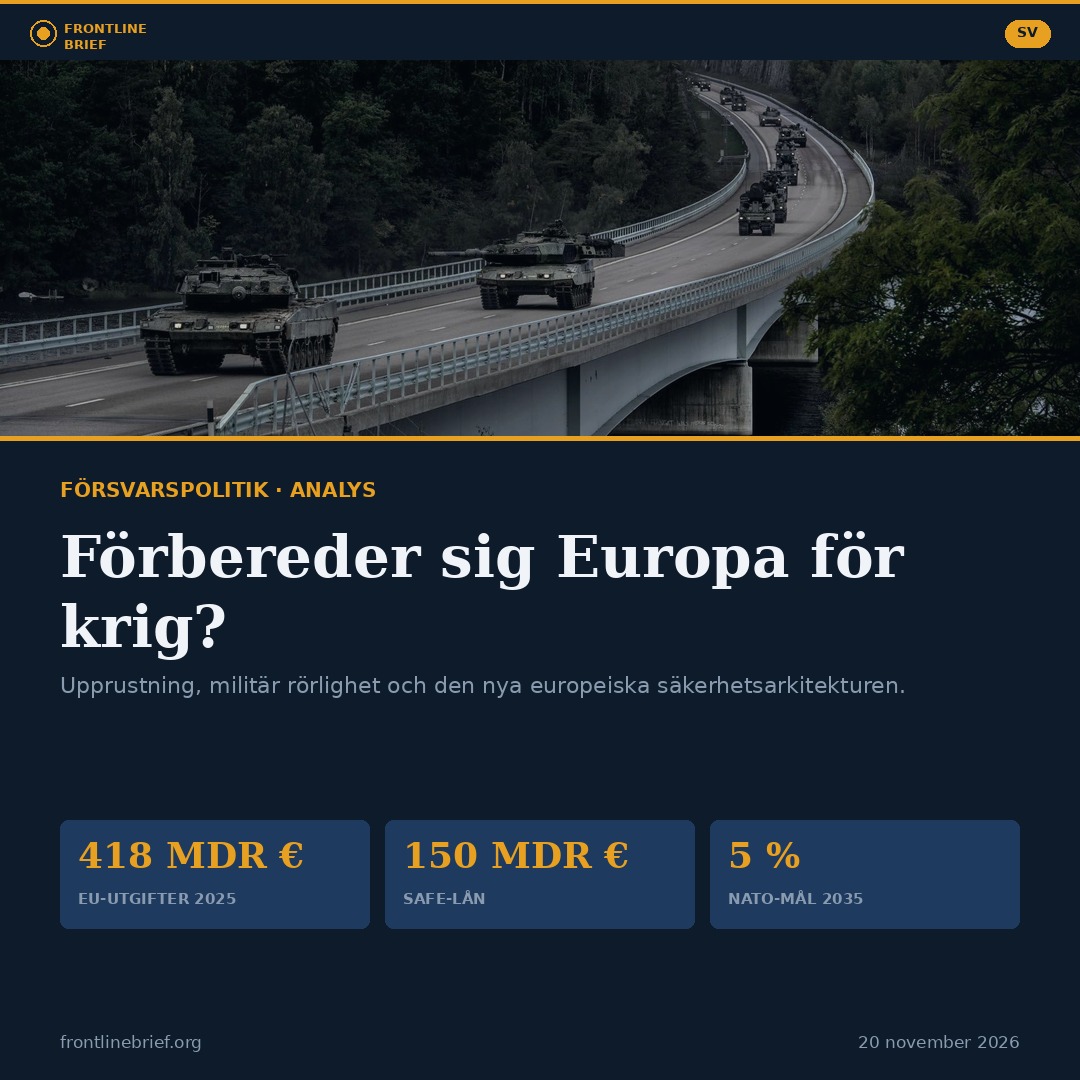 FRONTLINE
BRIEF
SV
FÖRSVARSPOLITIK · ANALYS
Förbereder sig Europa för
krig?
Upprustning, militär rörlighet och den nya europeiska säkerhetsarkitekturen.
418 MDR €
EU-UTGIFTER 2025
150 MDR €
SAFE-LÅN
5 %
NATO-MÅL 2035
frontlinebrief.org
20 november 2026